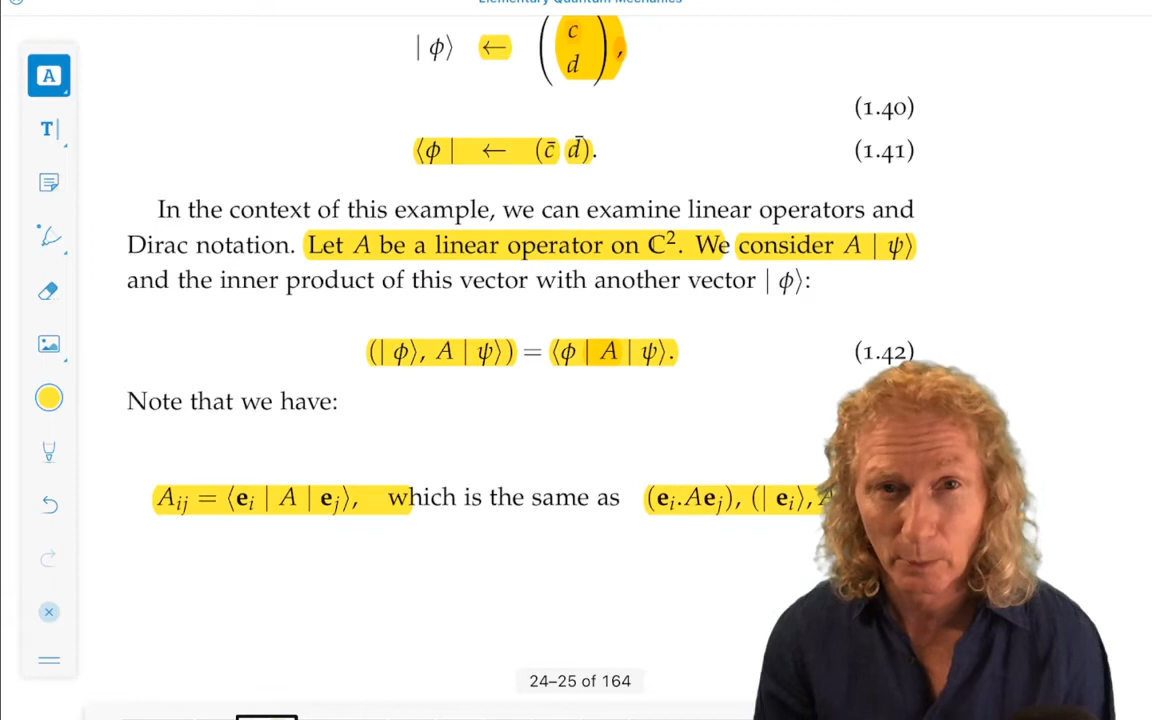 Elementary Quantum Mechanics
| ϕ⟩ ← ( c
d ),
(1.40)
⟨ϕ | ← (c̄ d̄). (1.41)
In the context of this example, we can examine linear operators and
Dirac notation. Let A be a linear operator on ℂ². We consider A | ψ⟩
and the inner product of this vector with another vector | ϕ⟩:
(| ϕ⟩, A | ψ⟩) = ⟨ϕ | A | ψ⟩. (1.42)
Note that we have:
A_{ij} = ⟨e_i | A | e_j⟩, which is the same as (e_i.Ae_j), (| e_i⟩,
24–25 of 164
A
T|